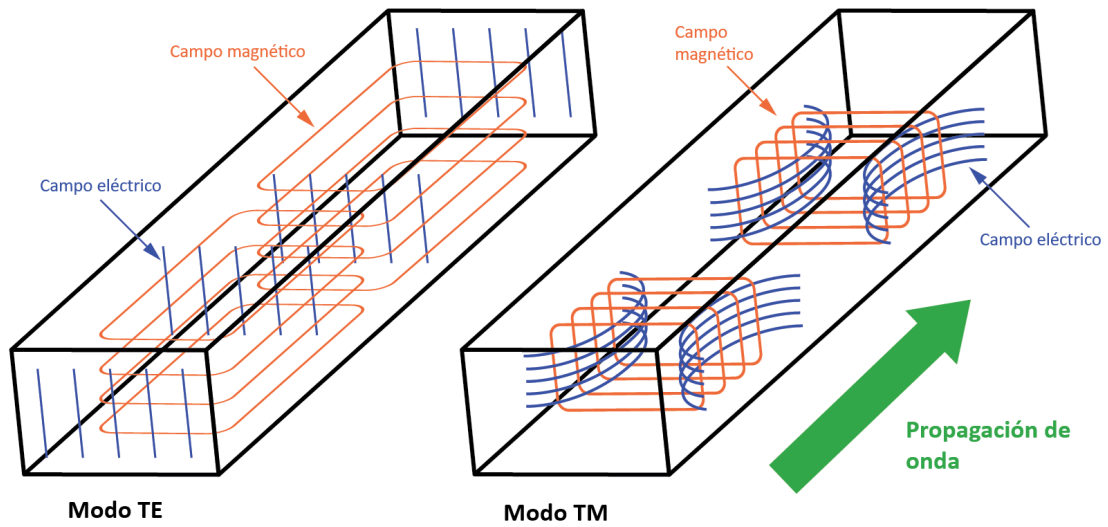 Campo magnético
Campo eléctrico
Modo TE
Campo
magnético
Campo eléctrico
Propagación de
onda
Modo TM